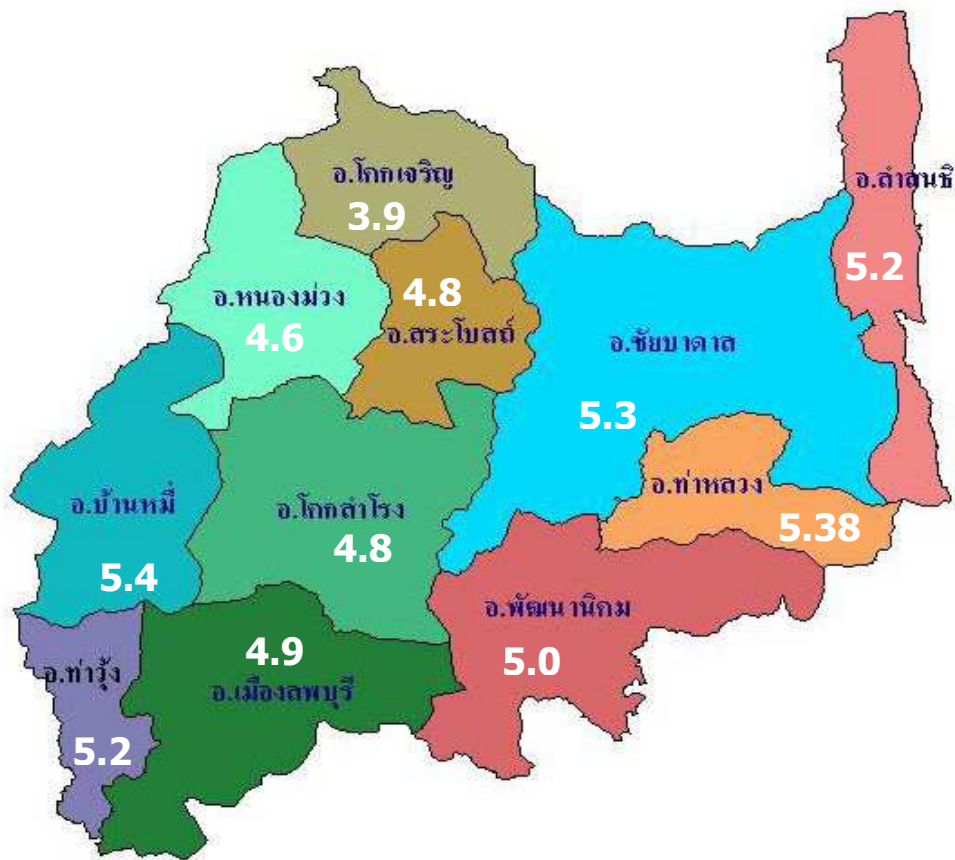 อ.โคกเจริญ
3.9
อ.ลำสนธิ
5.2
อ.หนองม่วง
4.6
4.8
อ.สระโบสถ์
อ.ชัยบาดาล
5.3
อ.บ้านหมี่
5.4
อ.โคกสำโรง
4.8
อ.ท่าหลวง
5.38
อ.พัฒนานิคม
5.0
อ.ท่าวุ้ง
5.2
4.9
อ.เมืองลพบุรี